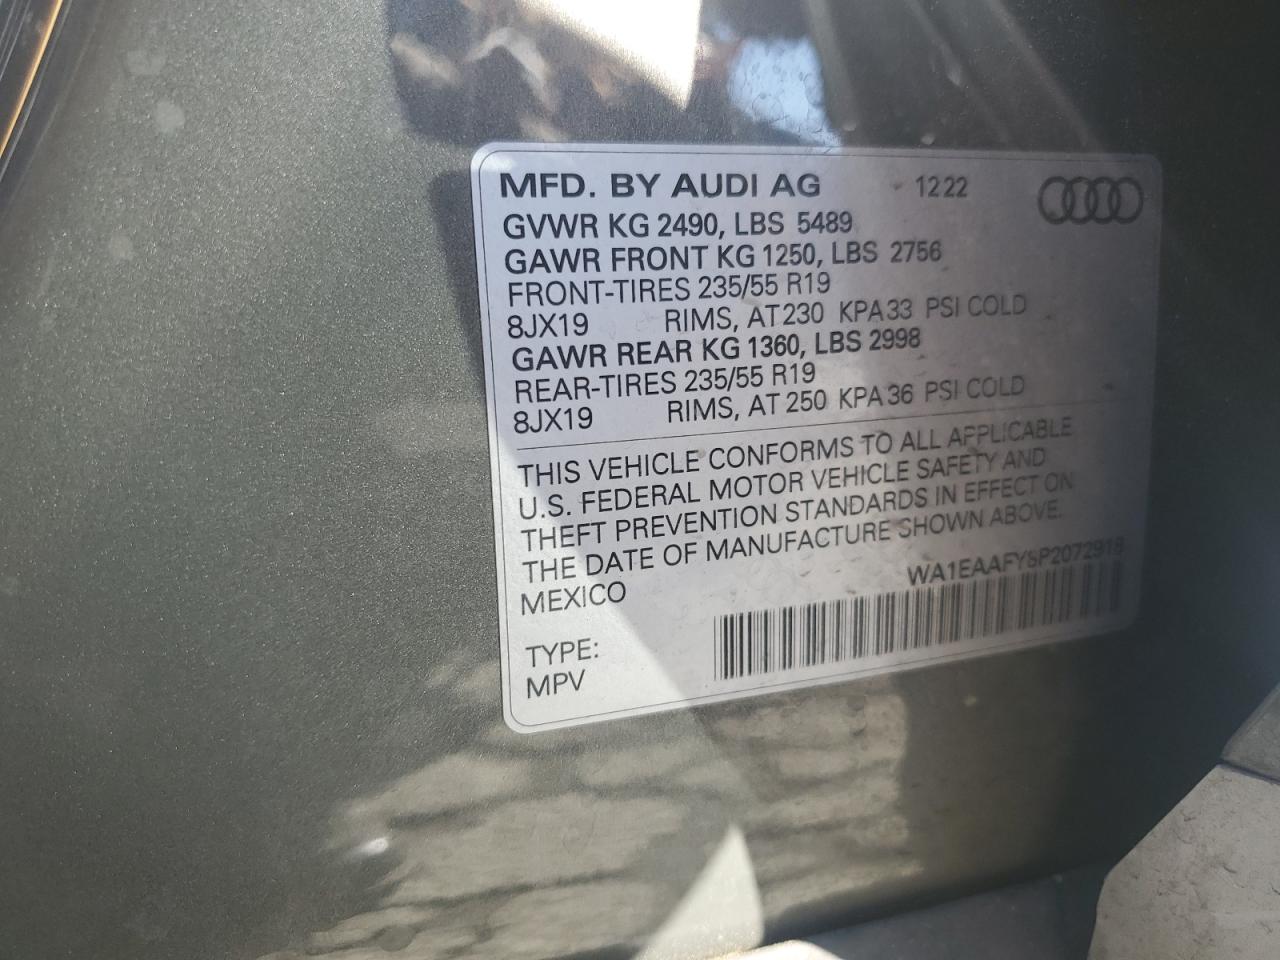 MFD. BY AUDI AG 12 22
GVWR KG 2490, LBS 5489
GAWR FRONT KG 1250, LBS 2756
FRONT-TIRES 235/55 R19
8JX19 RIMS, AT 230 KPA 33 PSI COLD
GAWR REAR KG 1360, LBS 2998
REAR-TIRES 235/55 R19
8JX19 RIMS, AT 250 KPA 36 PSI COLD
THIS VEHICLE CONFORMS TO ALL APPLICABLE
U.S. FEDERAL MOTOR VEHICLE SAFETY AND
THEFT PREVENTION STANDARDS IN EFFECT ON
THE DATE OF MANUFACTURE SHOWN ABOVE.
MEXICO
TYPE:
MPV